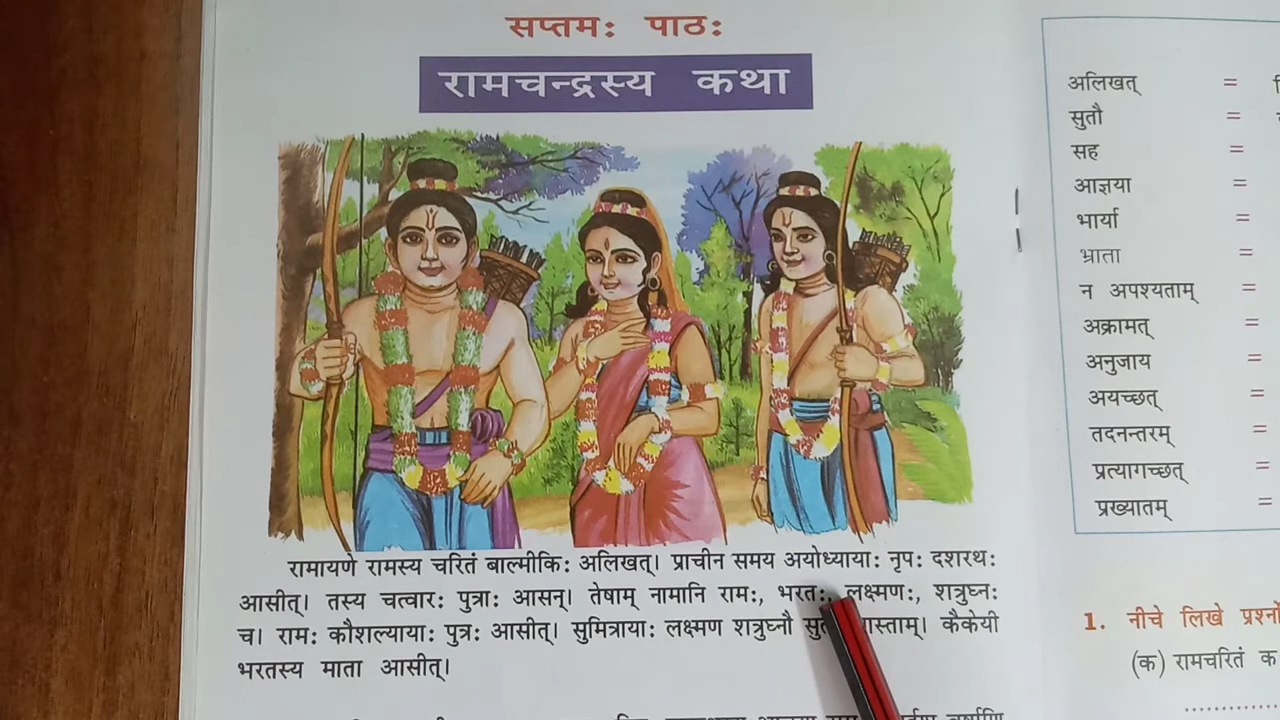 सप्तमः पाठः
रामचन्द्रस्य कथा
रामायणे रामस्य चरितं बाल्मीकिः अलिखत्। प्राचीन समय अयोध्यायाः नृपः दशरथः
आसीत्। तस्य चत्वारः पुत्राः आसन्। तेषाम् नामानि रामः, भरतः, लक्ष्मणः, शत्रुघ्नः
च। रामः कौशल्यायाः पुत्रः आसीत्। सुमित्रायाः लक्ष्मण शत्रुघ्नौ कैकेयी
भरतस्य माता आसीत्।
अलिखत् =
सुतौ =
सह =
आज्ञया =
भार्या =
भ्राता =
न अपश्यताम् =
अक्रामत् =
अनुजाय =
अयच्छत् =
तदनन्तरम् =
प्रत्यागच्छत् =
प्रख्यातम् =
1. नीचे लिखे
(क) रामचरितं